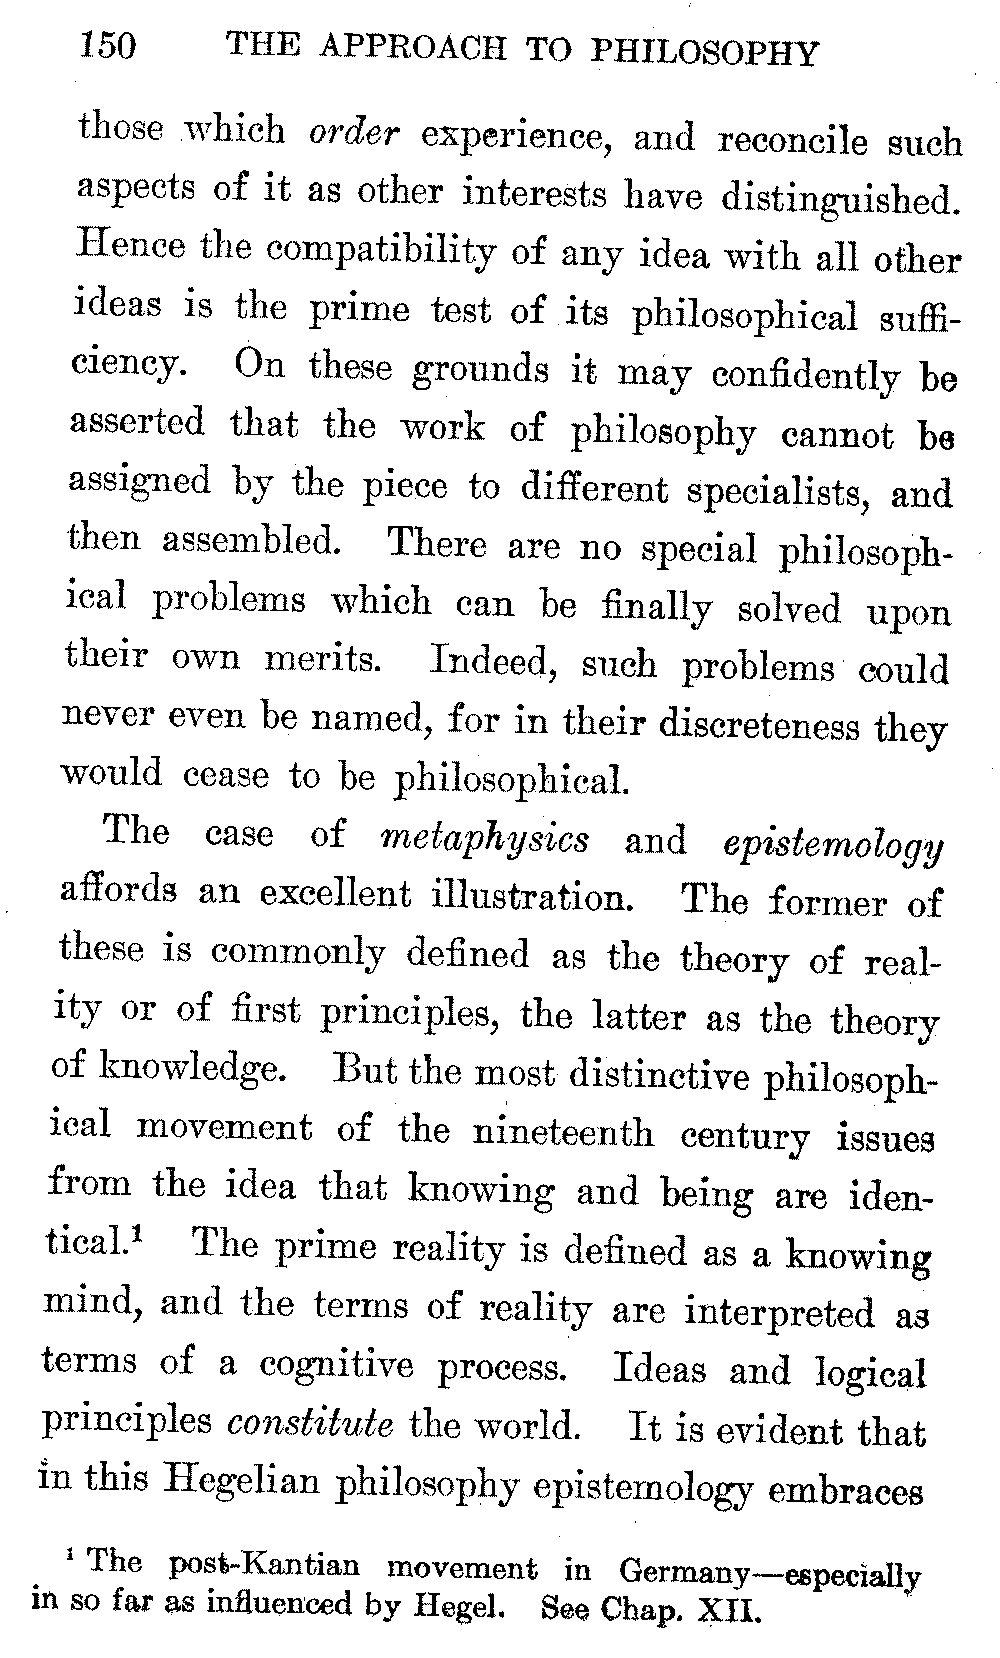 150 THE APPROACH TO PHILOSOPHY
those which order experience, and reconcile such
aspects of it as other interests have distinguished.
Hence the compatibility of any idea with all other
ideas is the prime test of its philosophical suffi-
ciency. On these grounds it may confidently be
asserted that the work of philosophy cannot be
assigned by the piece to different specialists, and
then assembled. There are no special philosoph-
ical problems which can be finally solved upon
their own merits. Indeed, such problems could
never even be named, for in their discreteness they
would cease to be philosophical.
The case of metaphysics and epistemology
affords an excellent illustration. The former of
these is commonly defined as the theory of real-
ity or of first principles, the latter as the theory
of knowledge. But the most distinctive philosoph-
ical movement of the nineteenth century issues
from the idea that knowing and being are iden-
tical.¹ The prime reality is defined as a knowing
mind, and the terms of reality are interpreted as
terms of a cognitive process. Ideas and logical
principles constitute the world. It is evident that
in this Hegelian philosophy epistemology embraces
¹ The post-Kantian movement in Germany—especially
in so far as influenced by Hegel. See Chap. XII.